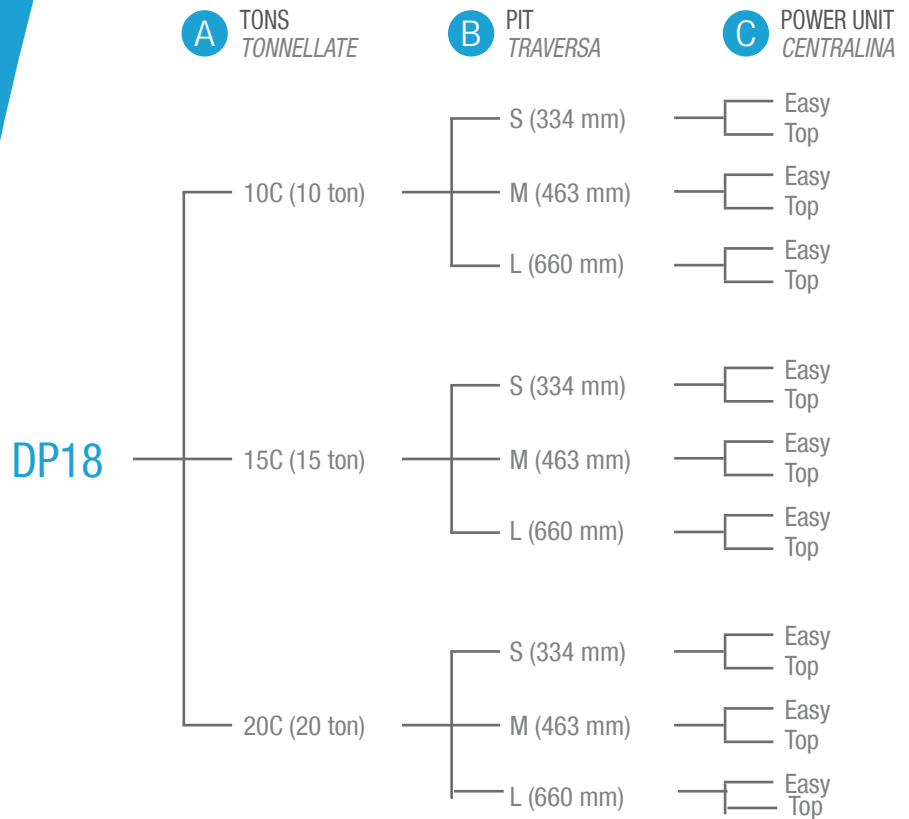 A TONS
TONNELLATE
B PIT
TRAVERSA
C POWER UNIT
CENTRALINA
DP18
10C (10 ton)
S (334 mm)
Easy
Top
M (463 mm)
Easy
Top
L (660 mm)
Easy
Top
15C (15 ton)
S (334 mm)
Easy
Top
M (463 mm)
Easy
Top
L (660 mm)
Easy
Top
20C (20 ton)
S (334 mm)
Easy
Top
M (463 mm)
Easy
Top
L (660 mm)
Easy
Top